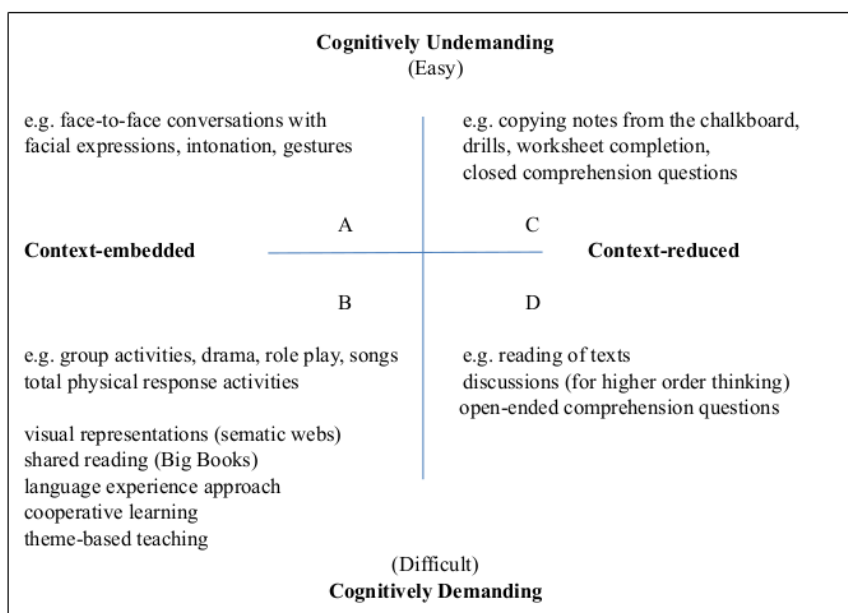 Cognitively Undemanding
(Easy)
e.g. face-to-face conversations with
facial expressions, intonation, gestures
e.g. copying notes from the chalkboard,
drills, worksheet completion,
closed comprehension questions
A
C
Context-embedded
Context-reduced
B
D
e.g. group activities, drama, role play, songs
total physical response activities
visual representations (sematic webs)
shared reading (Big Books)
language experience approach
cooperative learning
theme-based teaching
e.g. reading of texts
discussions (for higher order thinking)
open-ended comprehension questions
(Difficult)
Cognitively Demanding